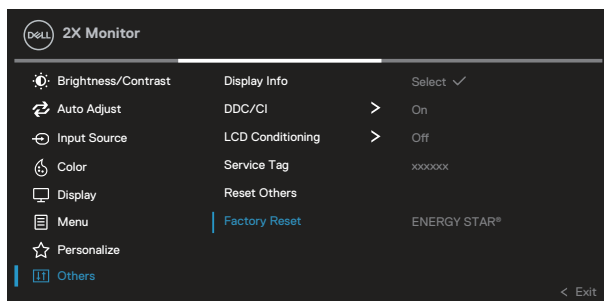 DELL 2X Monitor
Brightness/Contrast Display Info Select ✓
Auto Adjust DDC/CI > On
Input Source LCD Conditioning > Off
Color Service Tag xxxxxx
Display Reset Others
Menu Factory Reset ENERGY STAR®
Personalize
Others
< Exit